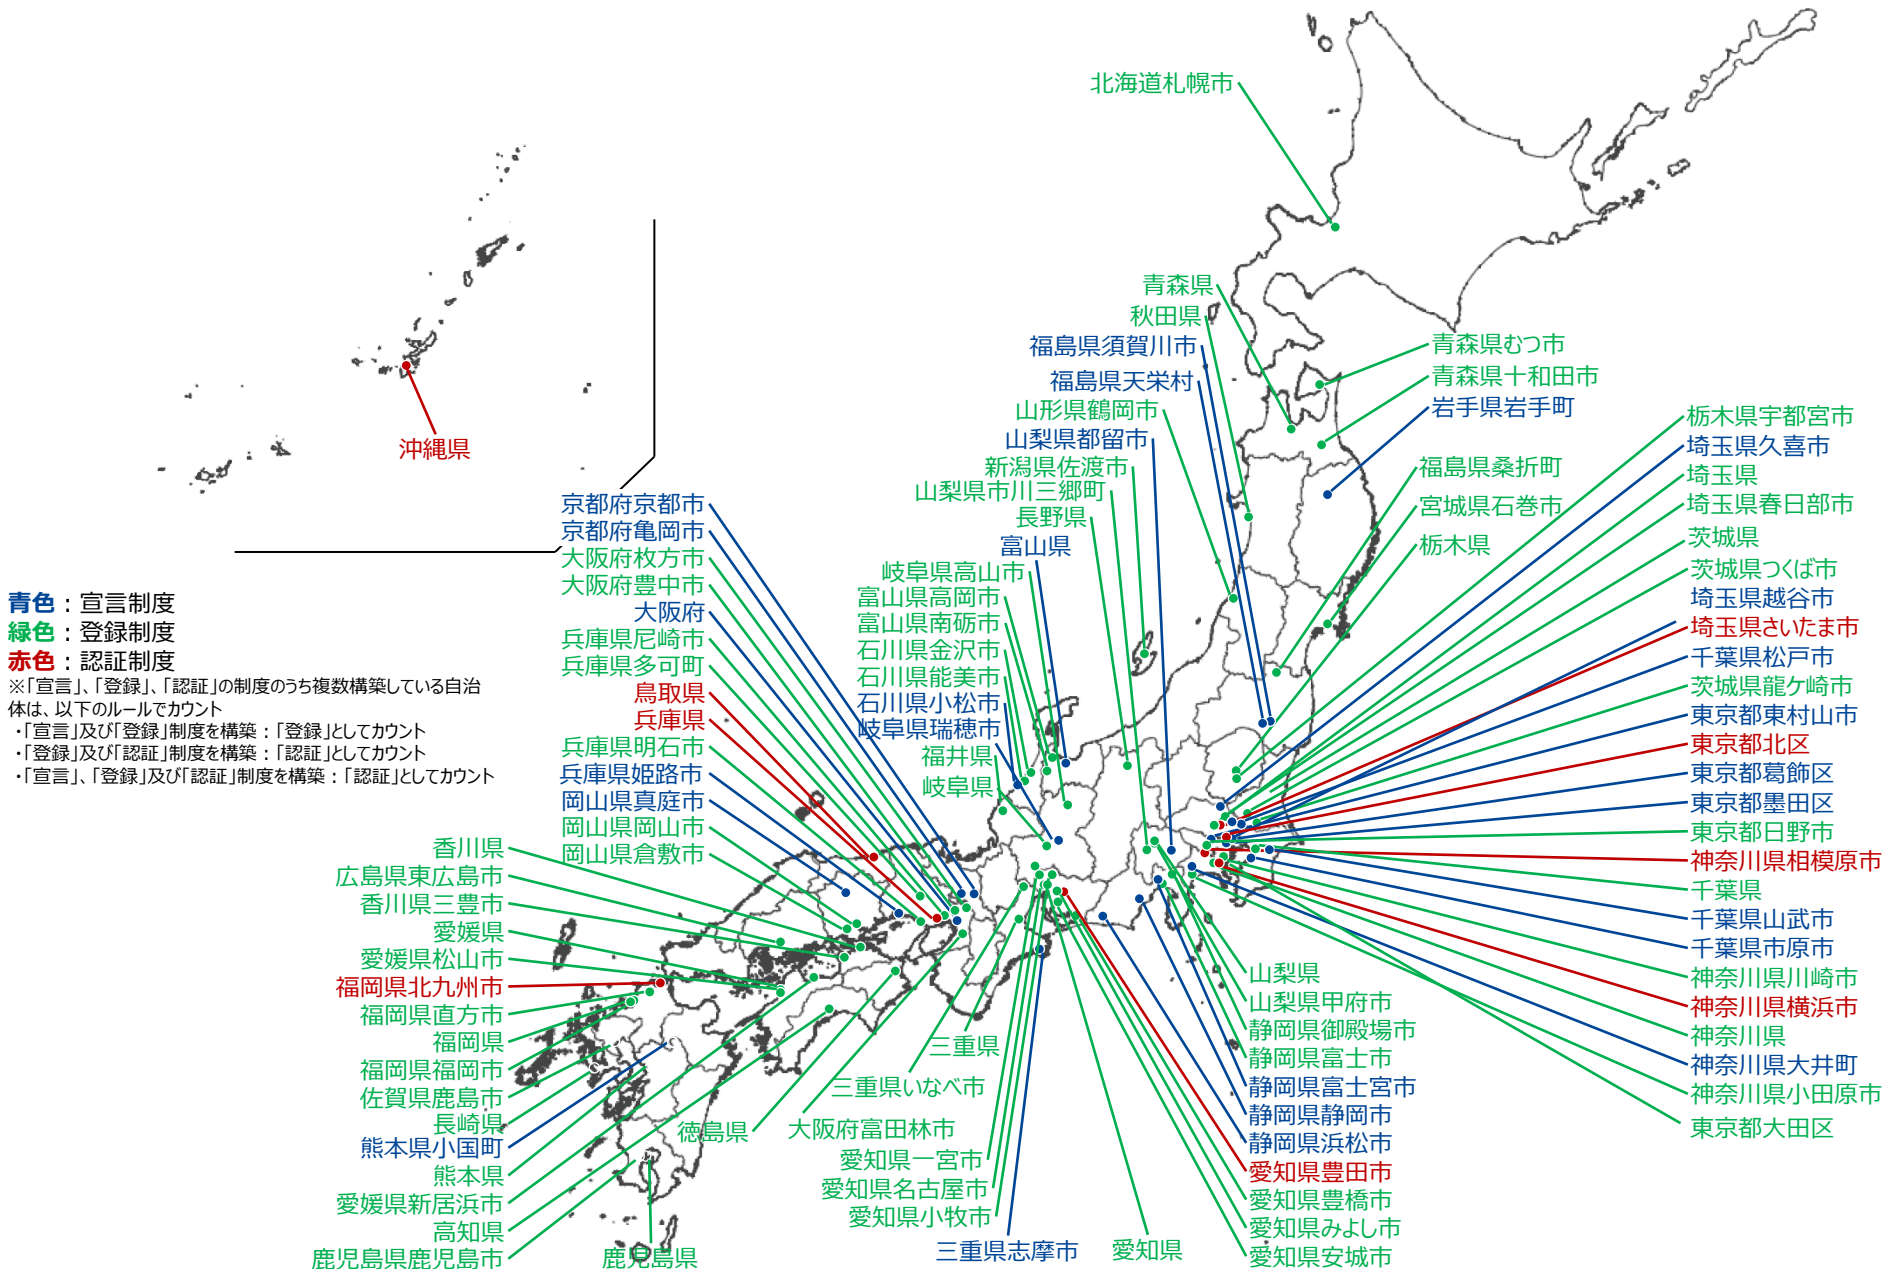 北海道札幌市
青森県
秋田県
福島県須賀川市
福島県天栄村
山形県鶴岡市
山梨県都留市
新潟県佐渡市
山梨県市川三郷町
長野県
富山県
岐阜県高山市
富山県高岡市
富山県南砺市
石川県金沢市
石川県能美市
石川県小松市
岐阜県瑞穂市
福井県
岐阜県
青森県むつ市
青森県十和田市
岩手県岩手町
福島県桑折町
宮城県石巻市
栃木県
栃木県宇都宮市
埼玉県久喜市
埼玉県
埼玉県春日部市
茨城県
茨城県つくば市
埼玉県越谷市
埼玉県さいたま市
千葉県松戸市
茨城県龍ケ崎市
東京都東村山市
東京都北区
東京都葛飾区
東京都墨田区
東京都日野市
神奈川県相模原市
千葉県
千葉県山武市
千葉県市原市
神奈川県川崎市
神奈川県横浜市
神奈川県
神奈川県大井町
神奈川県小田原市
東京都大田区
沖縄県
京都府京都市
京都府亀岡市
大阪府枚方市
大阪府豊中市
大阪府
兵庫県尼崎市
兵庫県多可町
鳥取県
兵庫県
兵庫県明石市
兵庫県姫路市
岡山県真庭市
岡山県岡山市
岡山県倉敷市
青色：宣言制度
緑色：登録制度
赤色：認証制度
※「宣言」、「登録」、「認証」の制度のうち複数構築している自治
体は、以下のルールでカウント
・「宣言」及び「登録」制度を構築：「登録」としてカウント
・「登録」及び「認証」制度を構築：「認証」としてカウント
・「宣言」、「登録」及び「認証」制度を構築：「認証」としてカウント
香川県
広島県東広島市
香川県三豊市
愛媛県
愛媛県松山市
福岡県北九州市
福岡県直方市
福岡県
福岡県福岡市
佐賀県鹿島市
長崎県
熊本県小国町
熊本県
愛媛県新居浜市
高知県
鹿児島県鹿児島市
鹿児島県
徳島県
大阪府富田林市
三重県
三重県いなべ市
愛知県一宮市
愛知県名古屋市
愛知県小牧市
三重県志摩市
愛知県
山梨県
山梨県甲府市
静岡県御殿場市
静岡県富士市
静岡県富士宮市
静岡県静岡市
静岡県浜松市
愛知県豊田市
愛知県豊橋市
愛知県みよし市
愛知県安城市